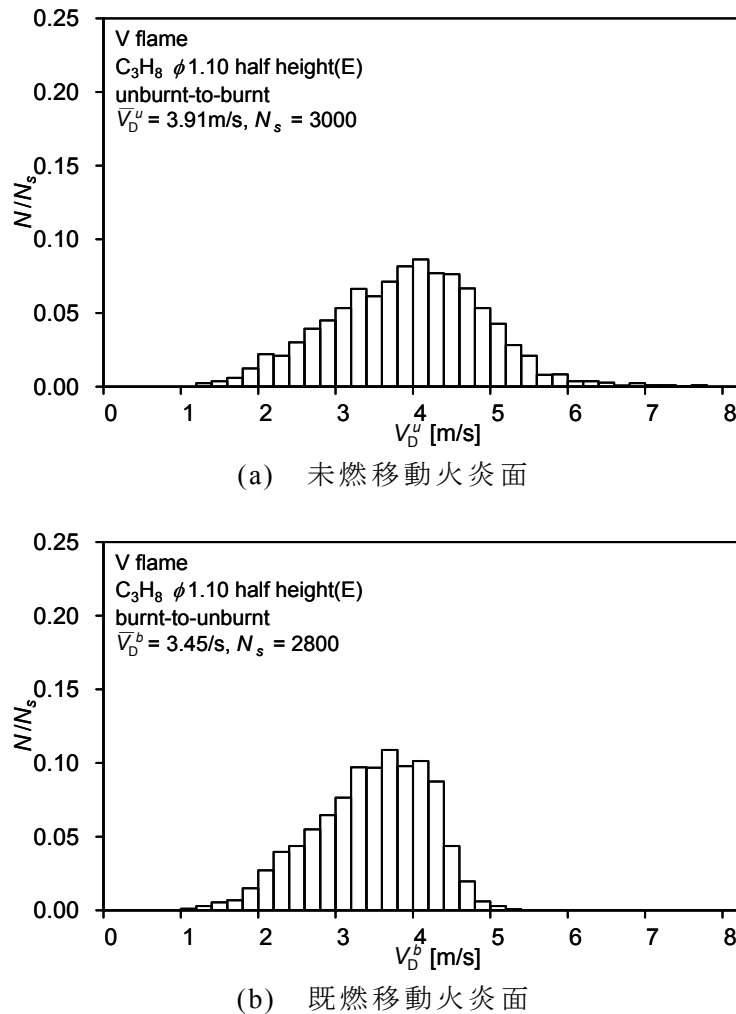 0.25
0.20
0.15
0.10
0.05
0.00
N/Nₛ
V flame
C₃H₈ ϕ1.10 half height(E)
unburnt-to-burnt
V̅_Dᵘ = 3.91m/s, Nₛ = 3000
0 1 2 3 4 5 6 7 8
V_Dᵘ [m/s]
(a) 未燃移動火炎面
0.25
0.20
0.15
0.10
0.05
0.00
N/Nₛ
V flame
C₃H₈ ϕ1.10 half height(E)
burnt-to-unburnt
V̅_Dᵇ = 3.45/s, Nₛ = 2800
0 1 2 3 4 5 6 7 8
V_Dᵇ [m/s]
(b) 既燃移動火炎面